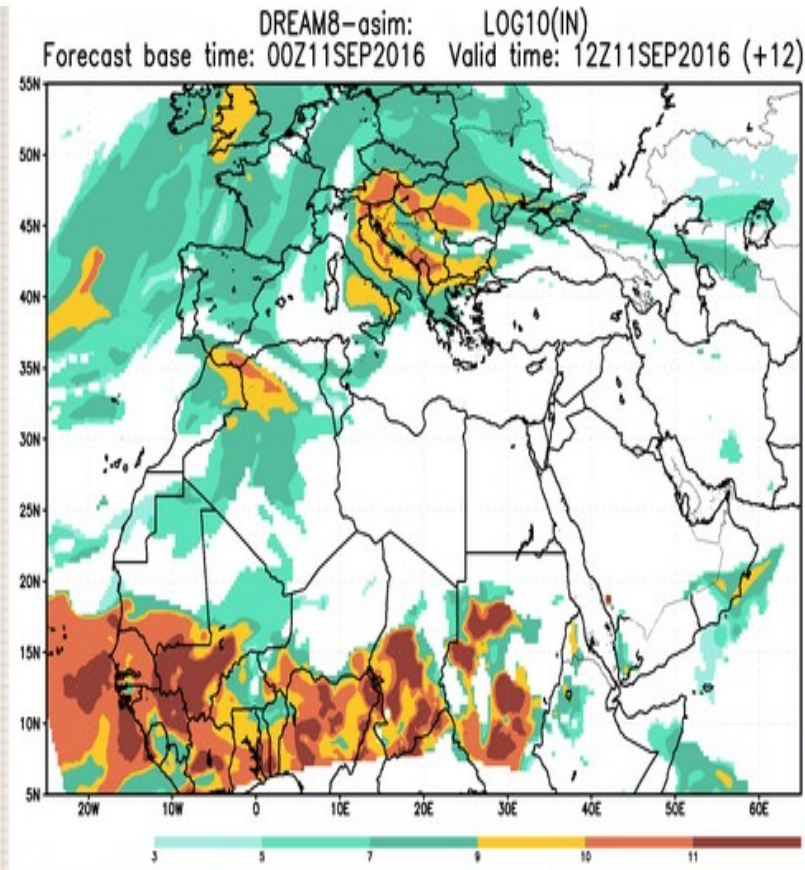 DREAM8-asim: LOG10(IN)
Forecast base time: 00Z11SEP2016 Valid time: 12Z11SEP2016 (+12)
55N
50N
45N
40N
35N
30N
25N
20N
15N
10N
5N
20W 10W 0 10E 20E 30E 40E 50E 60E
3 5 7 9 10 11